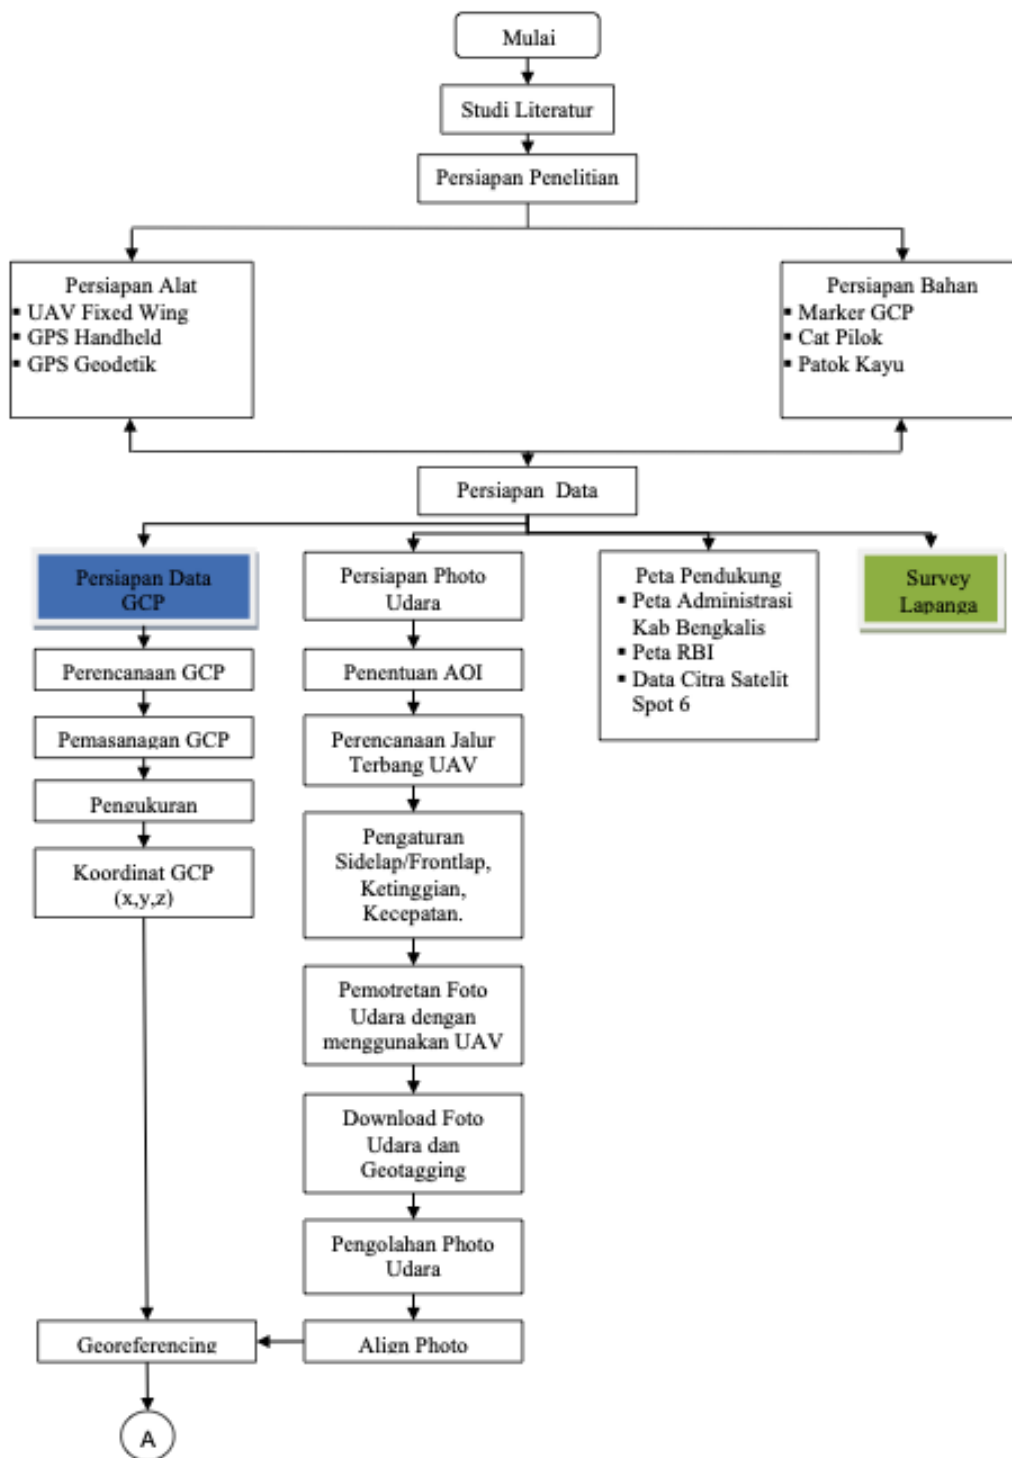 Mulai
Studi Literatur
Persiapan Penelitian
Persiapan Alat
▪ UAV Fixed Wing
▪ GPS Handheld
▪ GPS Geodetik
Persiapan Bahan
▪ Marker GCP
▪ Cat Pilok
▪ Patok Kayu
Persiapan Data
Persiapan Data
GCP
Perencanaan GCP
Pemasanagan GCP
Pengukuran
Koordinat GCP
(x,y,z)
Persiapan Photo
Udara
Penentuan AOI
Perencanaan Jalur
Terbang UAV
Pengaturan
Sidelap/Frontlap,
Ketinggian,
Kecepatan.
Pemotretan Foto
Udara dengan
menggunakan UAV
Download Foto
Udara dan
Geotagging
Pengolahan Photo
Udara
Align Photo
Peta Pendukung
▪ Peta Administrasi
Kab Bengkalis
▪ Peta RBI
▪ Data Citra Satelit
Spot 6
Survey
Lapanga
Georeferencing
A